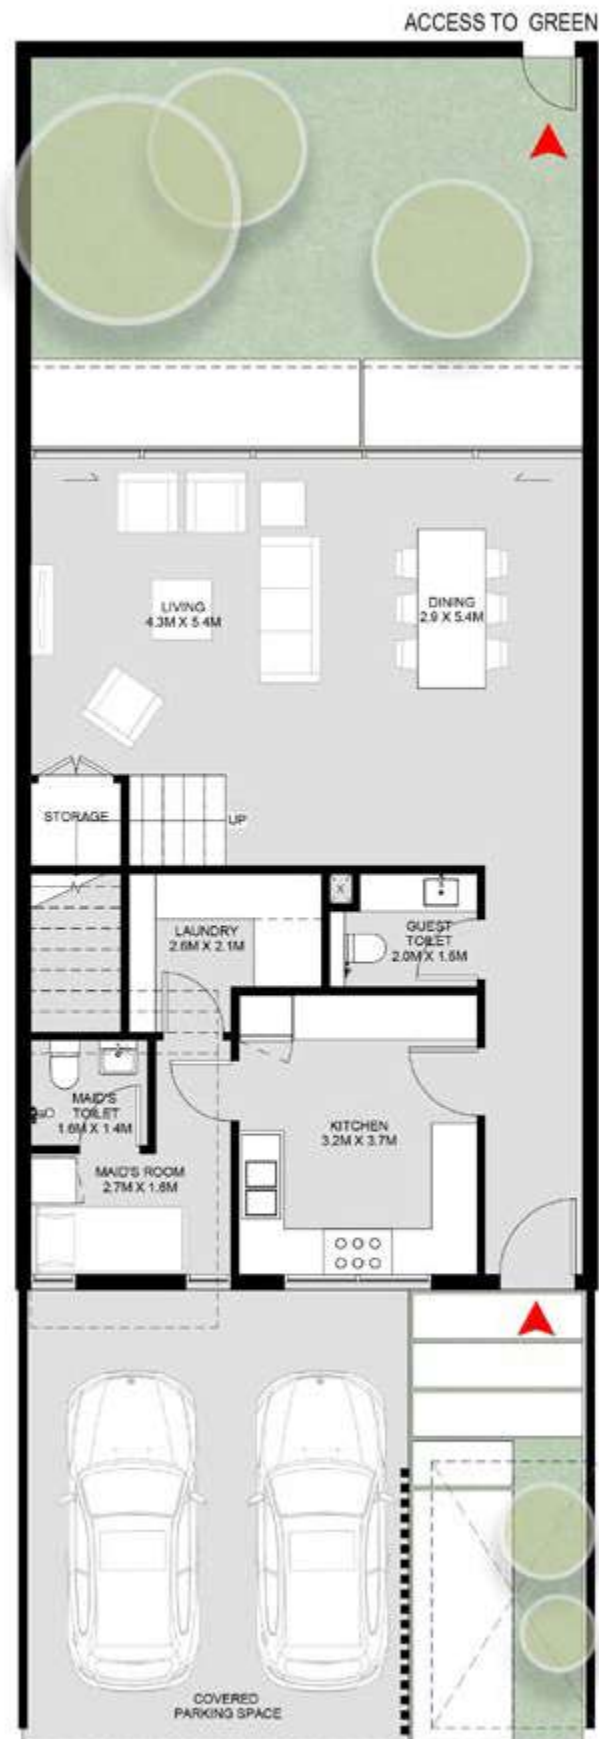 ACCESS TO GREEN
LIVING
4.3M X 5.4M
DINING
2.9 X 5.4M
STORAGE
UP
X
LAUNDRY
2.6M X 2.1M
GUEST
TOILET
2.0M X 1.5M
MAID'S
TOILET
1.6M X 1.4M
KITCHEN
3.2M X 3.7M
MAID'S ROOM
2.7M X 1.6M
COVERED
PARKING SPACE